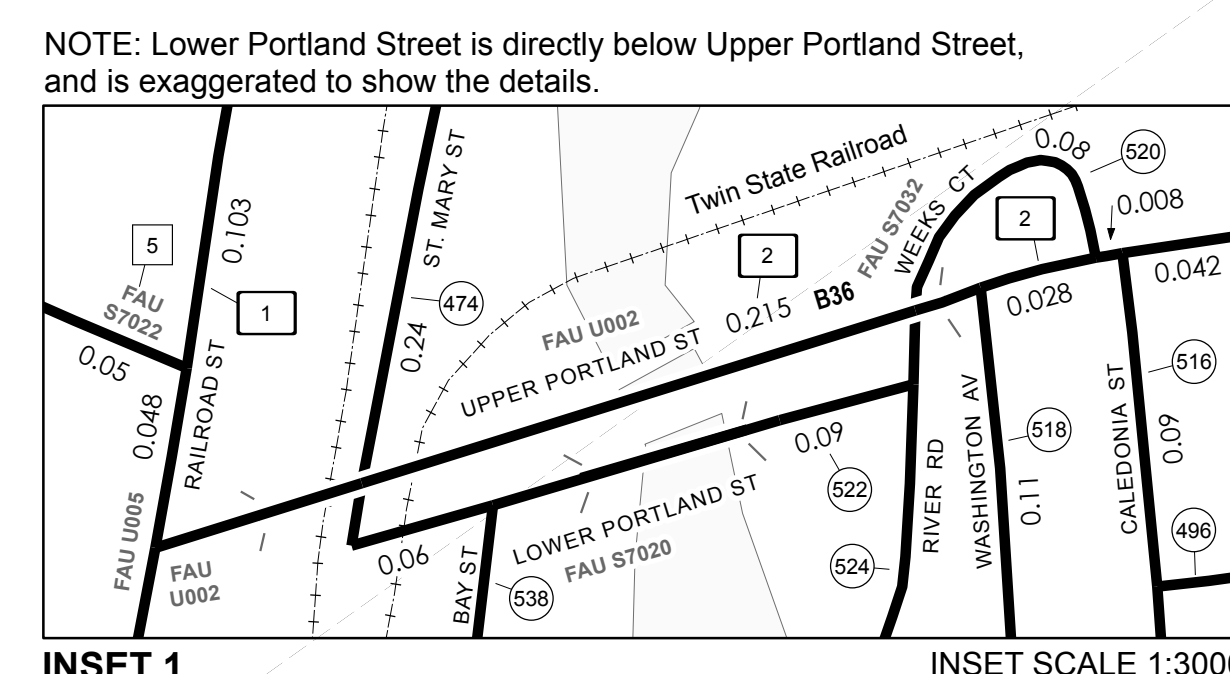 NOTE: Lower Portland Street is directly below Upper Portland Street,
and is exaggerated to show the details.
0.08
520
Twin State Railroad
ST. MARY ST
FAU S7032
WEEKS CT
2
0.008
0.103
5
2
0.042
FAU
S7022
1
474
B36
0.028
0.215
FAU U002
UPPER PORTLAND ST
0.24
0.05
516
0.048
RAILROAD ST
CALEDONIA ST
WASHINGTON AV
518
0.09
0.09
522
RIVER RD
0.11
LOWER PORTLAND ST
FAU S7020
FAU U005
FAU
U002
0.06
496
524
BAY ST
538
INSET 1
INSET SCALE 1:300